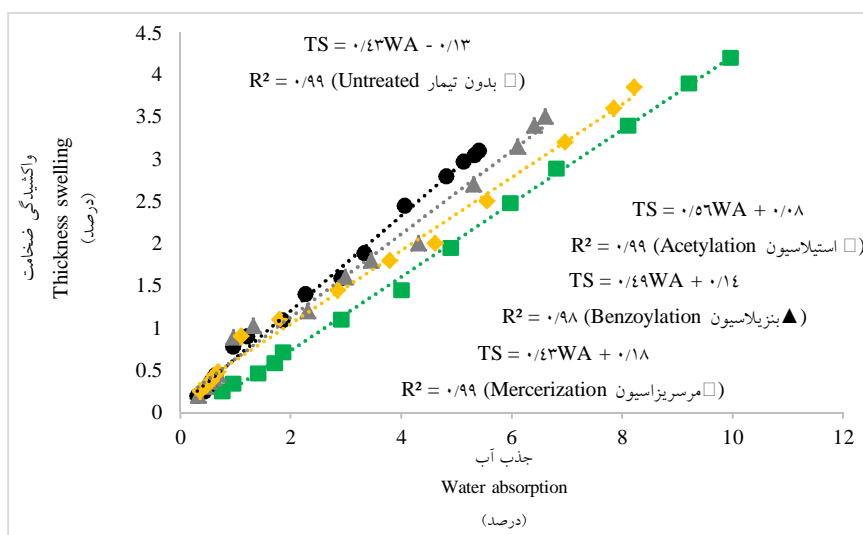 TS = ۰/۴۳WA - ۰/۱۳
R² = ۰/۹۹ (Untreated بدون تیمار □)
4.5
4
3.5
3
2.5
2
1.5
1
0.5
0
واکشیدگی ضخامت
Thickness swelling
(درصد)
TS = ۰/۵۶WA + ۰/۰۸
R² = ۰/۹۹ (Acetylation استیلاسیون □)
TS = ۰/۴۹WA + ۰/۱۴
R² = ۰/۹۸ (Benzoylation بنزیلاسیون▲)
TS = ۰/۴۳WA + ۰/۱۸
R² = ۰/۹۹ (Mercerization مرسریزاسیون□)
0 2 4 6 8 10 12
جذب آب
Water absorption
(درصد)